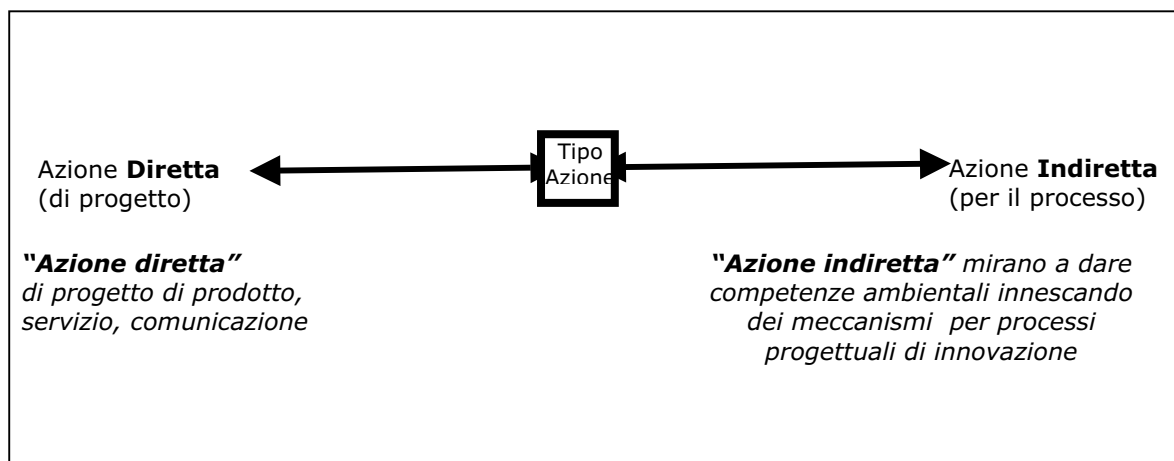 Tipo
Azione
Azione Diretta
(di progetto)
Azione Indiretta
(per il processo)
“Azione diretta”
di progetto di prodotto,
servizio, comunicazione
“Azione indiretta” mirano a dare
competenze ambientali innescando
dei meccanismi per processi
progettuali di innovazione